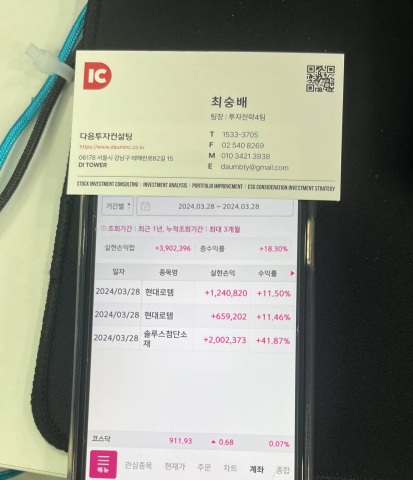 IC
최숭배
팀장 | 투자전략4팀
다음투자컨설팅
https://www.daumtnc.co.kr
06178 서울시 강남구 테헤란로82길 15
DI TOWER
T 1533-3705
F 02 540 8269
M 010 3421 3938
E daumbty@gmail.com
STOCK INVESTMENT CONSULTING | INVESTMENT ANALYSIS | PORTFOLIO IMPROVEMENT | ESG CONSIDERATION INVESTMENT STRATEGY
기간별 2024.03.28 ~ 2024.03.28
조회기간 : 최근 1년, 누적조회기간 : 최대 3개월
실현손익합 +3,902,396 총수익률 +18.30%
일자 종목명 실현손익 수익률
2024/03/28 현대로템 +1,240,820 +11.50%
2024/03/28 현대로템 +659,202 +11.46%
2024/03/28 솔루스첨단소재 +2,002,373 +41.87%
코스닥 911.93 ▲ 0.68 0.07%
메뉴 관심종목 현재가 주문 차트 계좌 종합